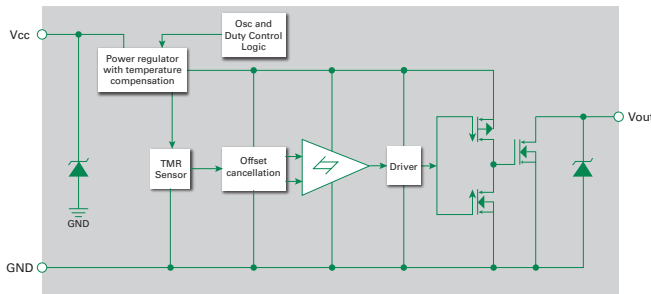 Osc and
Duty Control
Logic
Vcc
Power regulator
with temperature
compensation
Vout
TMR
Sensor
Offset
cancellation
Driver
GND
GND